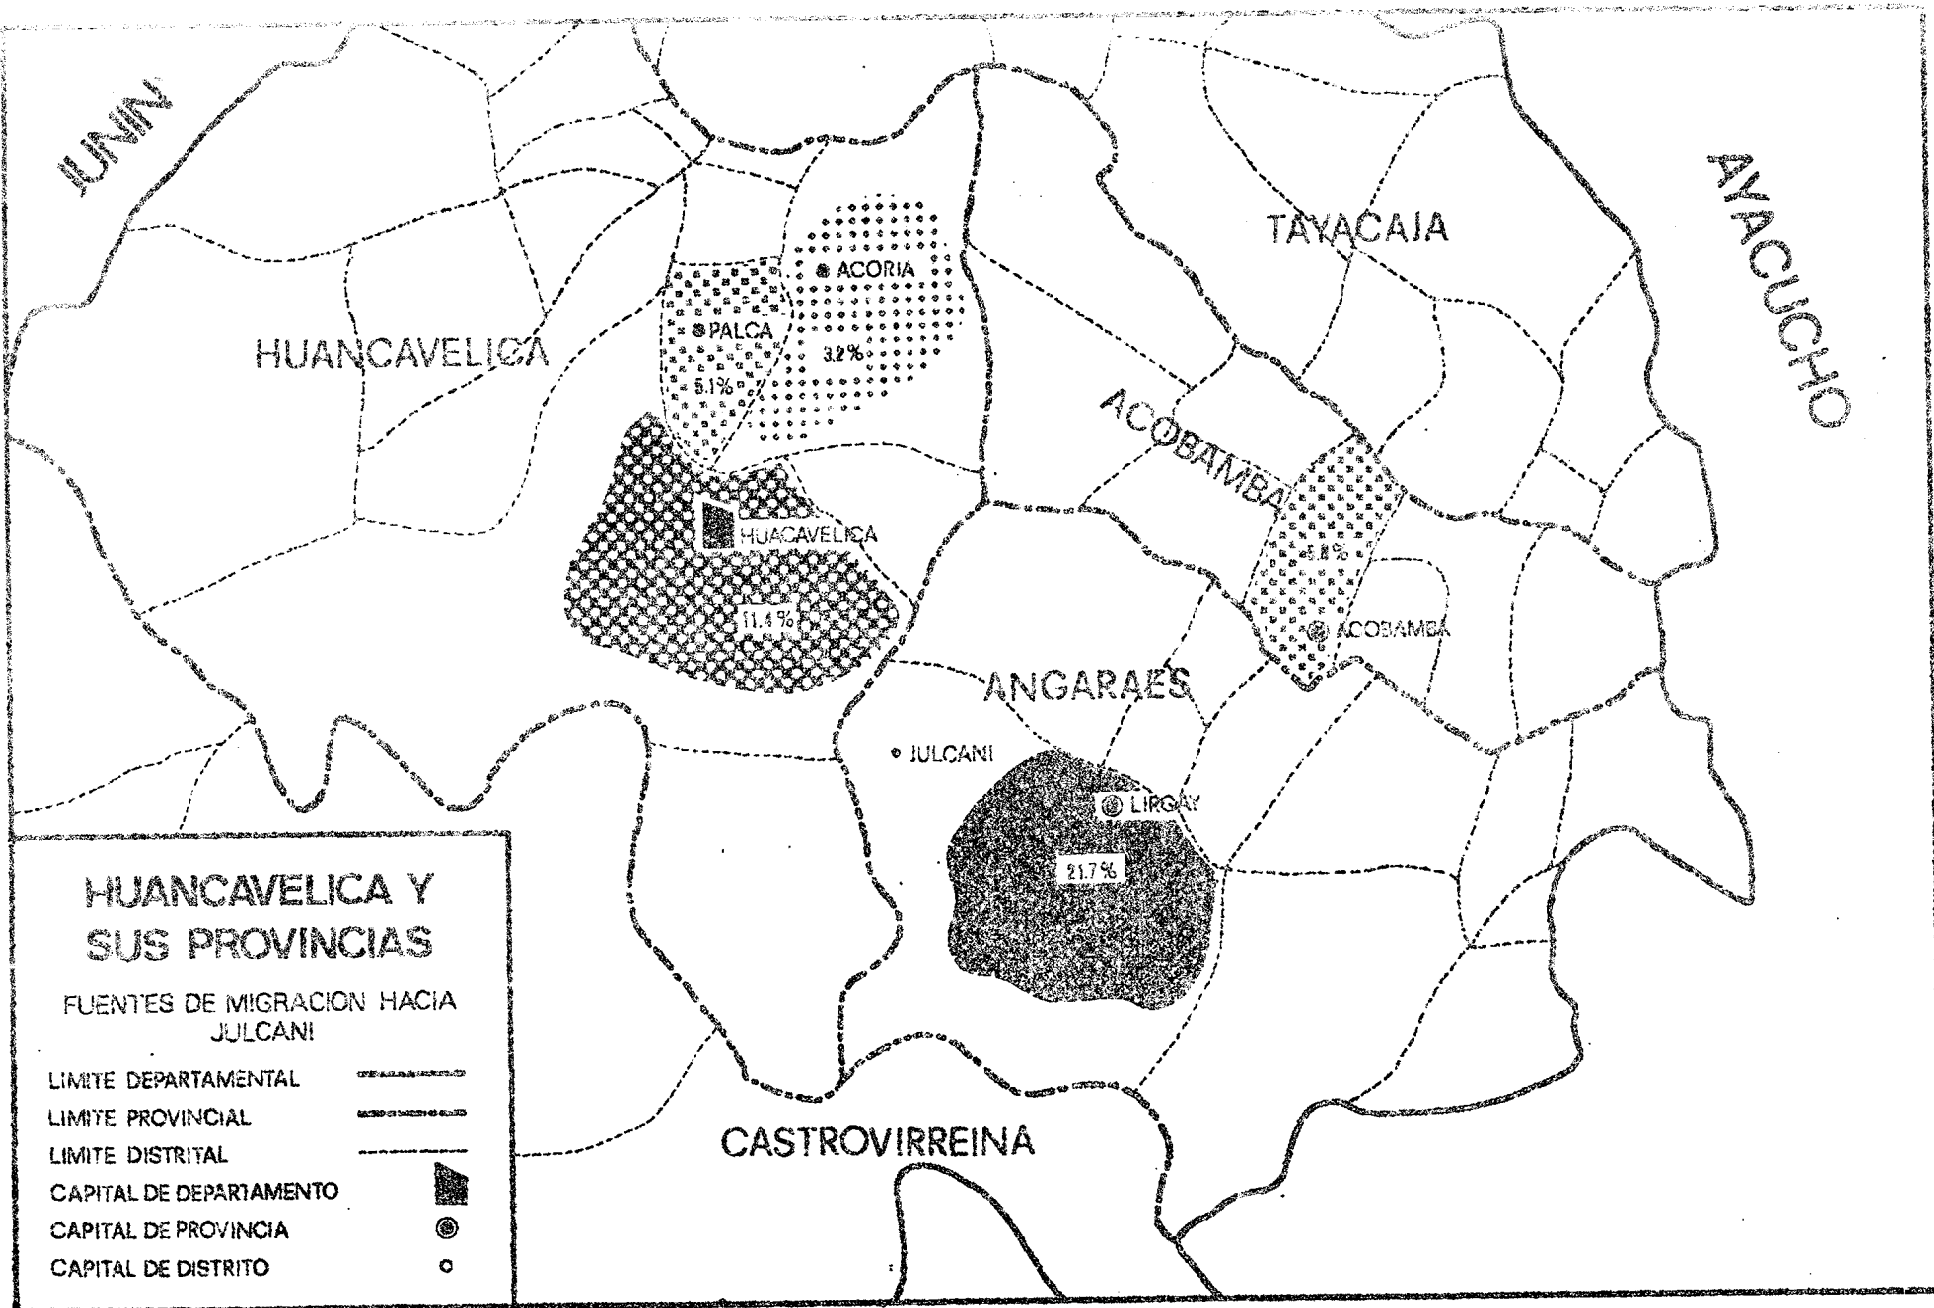 JUNIN
AYACUCHO
TAYACAJA
ACORIA
PALCA
HUANCAVELICA
3.2%
5.1%
ACOBAMBA
HUACAVELICA
11.4%
ACOBAMBA
ANGARAES
JULCANI
LIRCAY
21.7%
CASTROVIRREINA
HUANCAVELICA Y
SUS PROVINCIAS
FUENTES DE MIGRACION HACIA
JULCANI
LIMITE DEPARTAMENTAL
LIMITE PROVINCIAL
LIMITE DISTRITAL
CAPITAL DE DEPARTAMENTO
CAPITAL DE PROVINCIA
CAPITAL DE DISTRITO